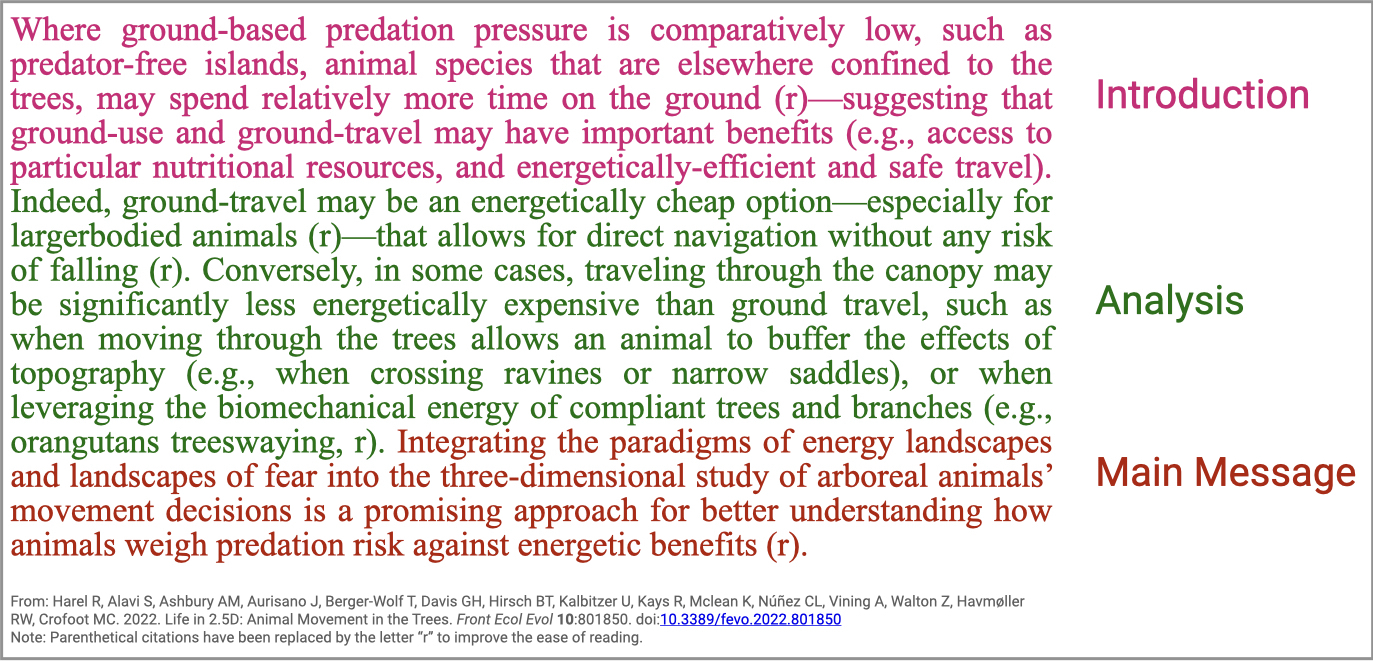 Where ground-based predation pressure is comparatively low, such as
predator-free islands, animal species that are elsewhere confined to the
trees, may spend relatively more time on the ground (r)—suggesting that
ground-use and ground-travel may have important benefits (e.g., access to
particular nutritional resources, and energetically-efficient and safe travel).
Indeed, ground-travel may be an energetically cheap option—especially for
largerbodied animals (r)—that allows for direct navigation without any risk
of falling (r). Conversely, in some cases, traveling through the canopy may
be significantly less energetically expensive than ground travel, such as
when moving through the trees allows an animal to buffer the effects of
topography (e.g., when crossing ravines or narrow saddles), or when
leveraging the biomechanical energy of compliant trees and branches (e.g.,
orangutans treeswaying, r). Integrating the paradigms of energy landscapes
and landscapes of fear into the three-dimensional study of arboreal animals’
movement decisions is a promising approach for better understanding how
animals weigh predation risk against energetic benefits (r).
Introduction
Analysis
Main Message
From: Harel R, Alavi S, Ashbury AM, Aurisano J, Berger-Wolf T, Davis GH, Hirsch BT, Kalbitzer U, Kays R, Mclean K, Núñez CL, Vining A, Walton Z, Havmøller
RW, Crofoot MC. 2022. Life in 2.5D: Animal Movement in the Trees. Front Ecol Evol 10:801850. doi:10.3389/fevo.2022.801850
Note: Parenthetical citations have been replaced by the letter “r” to improve the ease of reading.